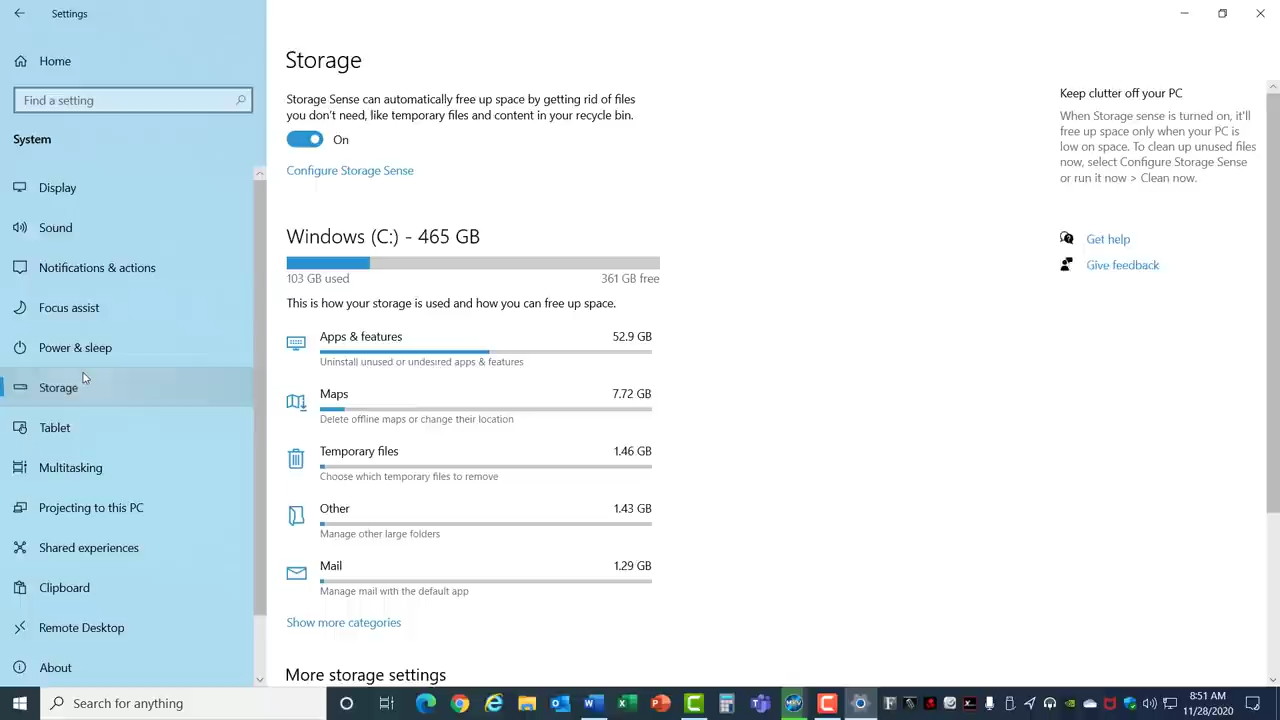 Settings
Home
Find a setting
System
Display
Sound
Notifications & actions
Focus assist
Power & sleep
Storage
Tablet
Multitasking
Projecting to this PC
Shared experiences
Clipboard
Remote Desktop
About
Storage
Storage Sense can automatically free up space by getting rid of files
you don't need, like temporary files and content in your recycle bin.
On
Configure Storage Sense
Windows (C:) - 465 GB
103 GB used 361 GB free
This is how your storage is used and how you can free up space.
Apps & features 52.9 GB
Uninstall unused or undesired apps & features
Maps 7.72 GB
Delete offline maps or change their location
Temporary files 1.46 GB
Choose which temporary files to remove
Other 1.43 GB
Manage other large folders
Mail 1.29 GB
Manage mail with the default app
Show more categories
More storage settings
Keep clutter off your PC
When Storage sense is turned on, it'll
free up space only when your PC is
low on space. To clean up unused files
now, select Configure Storage Sense
or run it now > Clean now.
Get help
Give feedback
Search for anything
8:51 AM
11/28/2020